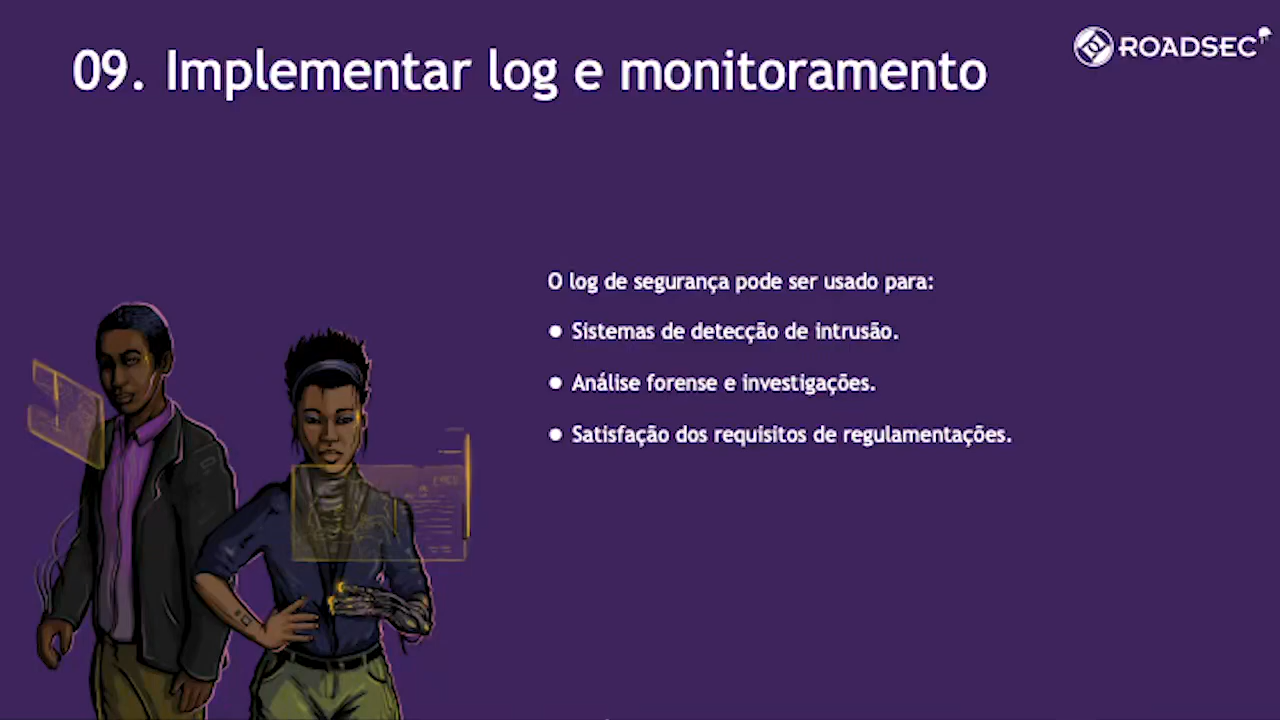 09. Implementar log e monitoramento
ROADSEC
O log de segurança pode ser usado para:
● Sistemas de detecção de intrusão.
● Análise forense e investigações.
● Satisfação dos requisitos de regulamentações.